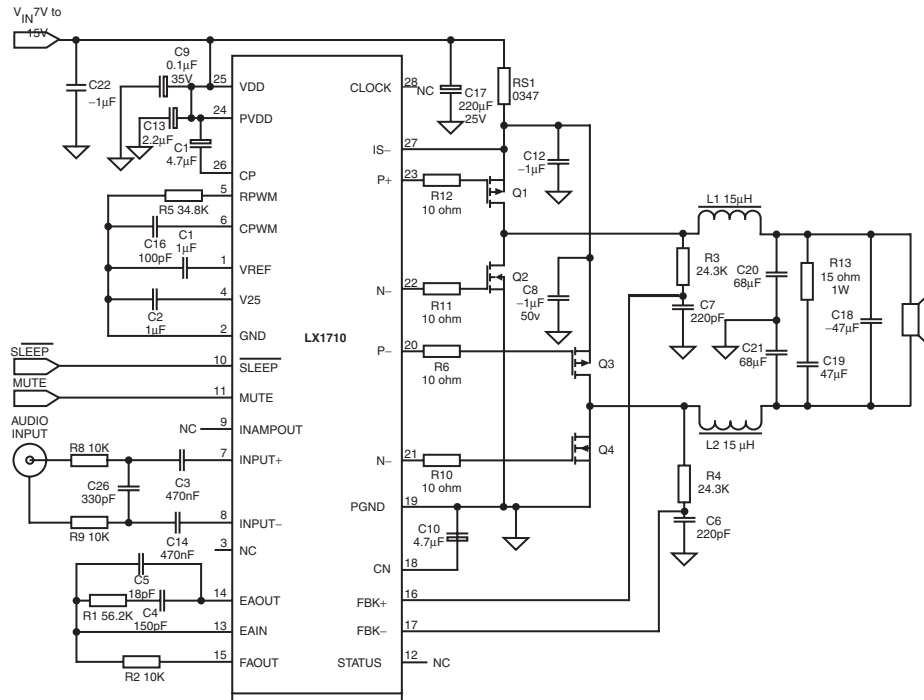 V_IN 7V to
15V
C22
–1µF
C9
0.1µF
35V
25
VDD
24
PVDD
C13
2.2µF
C1
4.7µF
26
CP
5
RPWM
R5 34.8K
6
CPWM
C16
100pF
C1
1µF
1
VREF
4
V25
C2
1µF
2
GND
LX1710
SLEEP
10
SLEEP
MUTE
11
MUTE
AUDIO
INPUT
NC
9
INAMPOUT
R8 10K
7
INPUT+
C26
330pF
C3
470nF
8
INPUT–
R9 10K
C14
470nF
3
NC
C5
18pF
14
EAOUT
R1 56.2K
C4
150pF
13
EAIN
15
FAOUT
R2 10K
CLOCK
28
NC
C17
220µF
25V
RS1
0347
IS–
27
C12
–1µF
P+
23
R12
10 ohm
Q1
N–
22
R11
10 ohm
Q2
C8
–1µF
50v
P–
20
R6
10 ohm
Q3
N–
21
R10
10 ohm
Q4
PGND
19
C10
4.7µF
CN
18
FBK+
16
FBK–
17
STATUS
12
NC
L1 15µH
R3
24.3K
C7
220pF
C20
68µF
R13
15 ohm
1W
C18
–47µF
C21
68µF
C19
47µF
L2 15 µH
R4
24.3K
C6
220pF